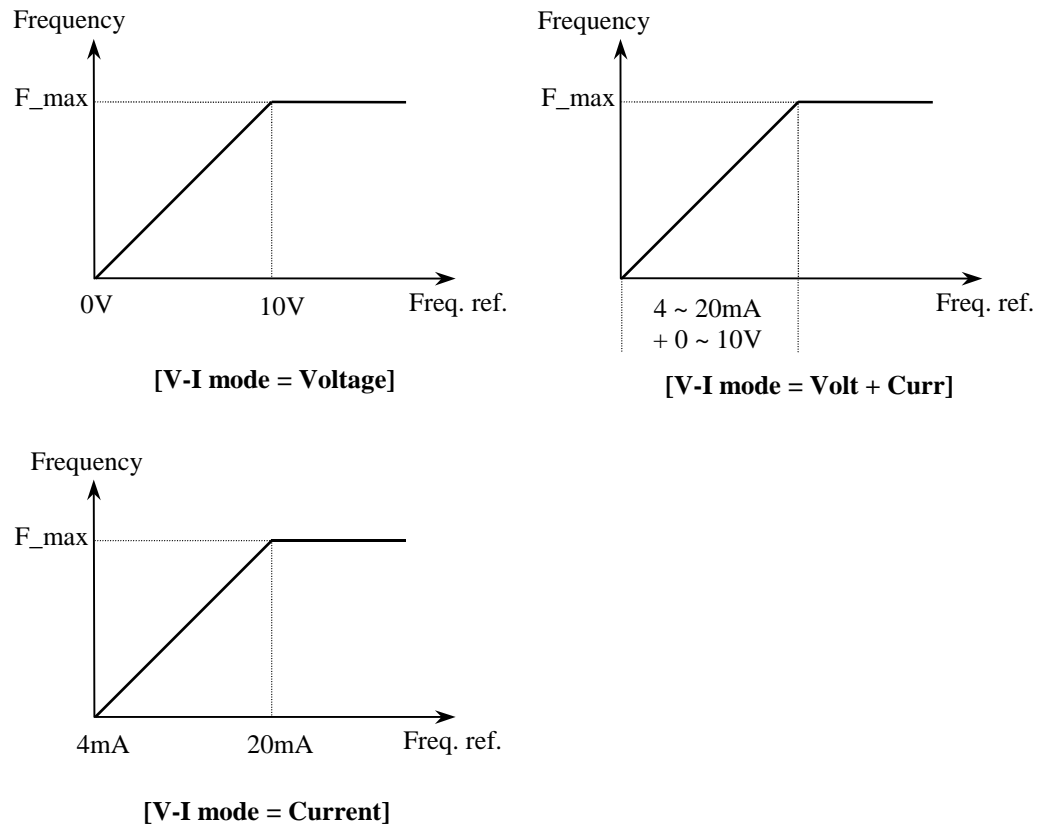 Frequency
F_max
0V
10V
Freq. ref.
[V-I mode = Voltage]
Frequency
F_max
4 ~ 20mA
+ 0 ~ 10V
Freq. ref.
[V-I mode = Volt + Curr]
Frequency
F_max
4mA
20mA
Freq. ref.
[V-I mode = Current]